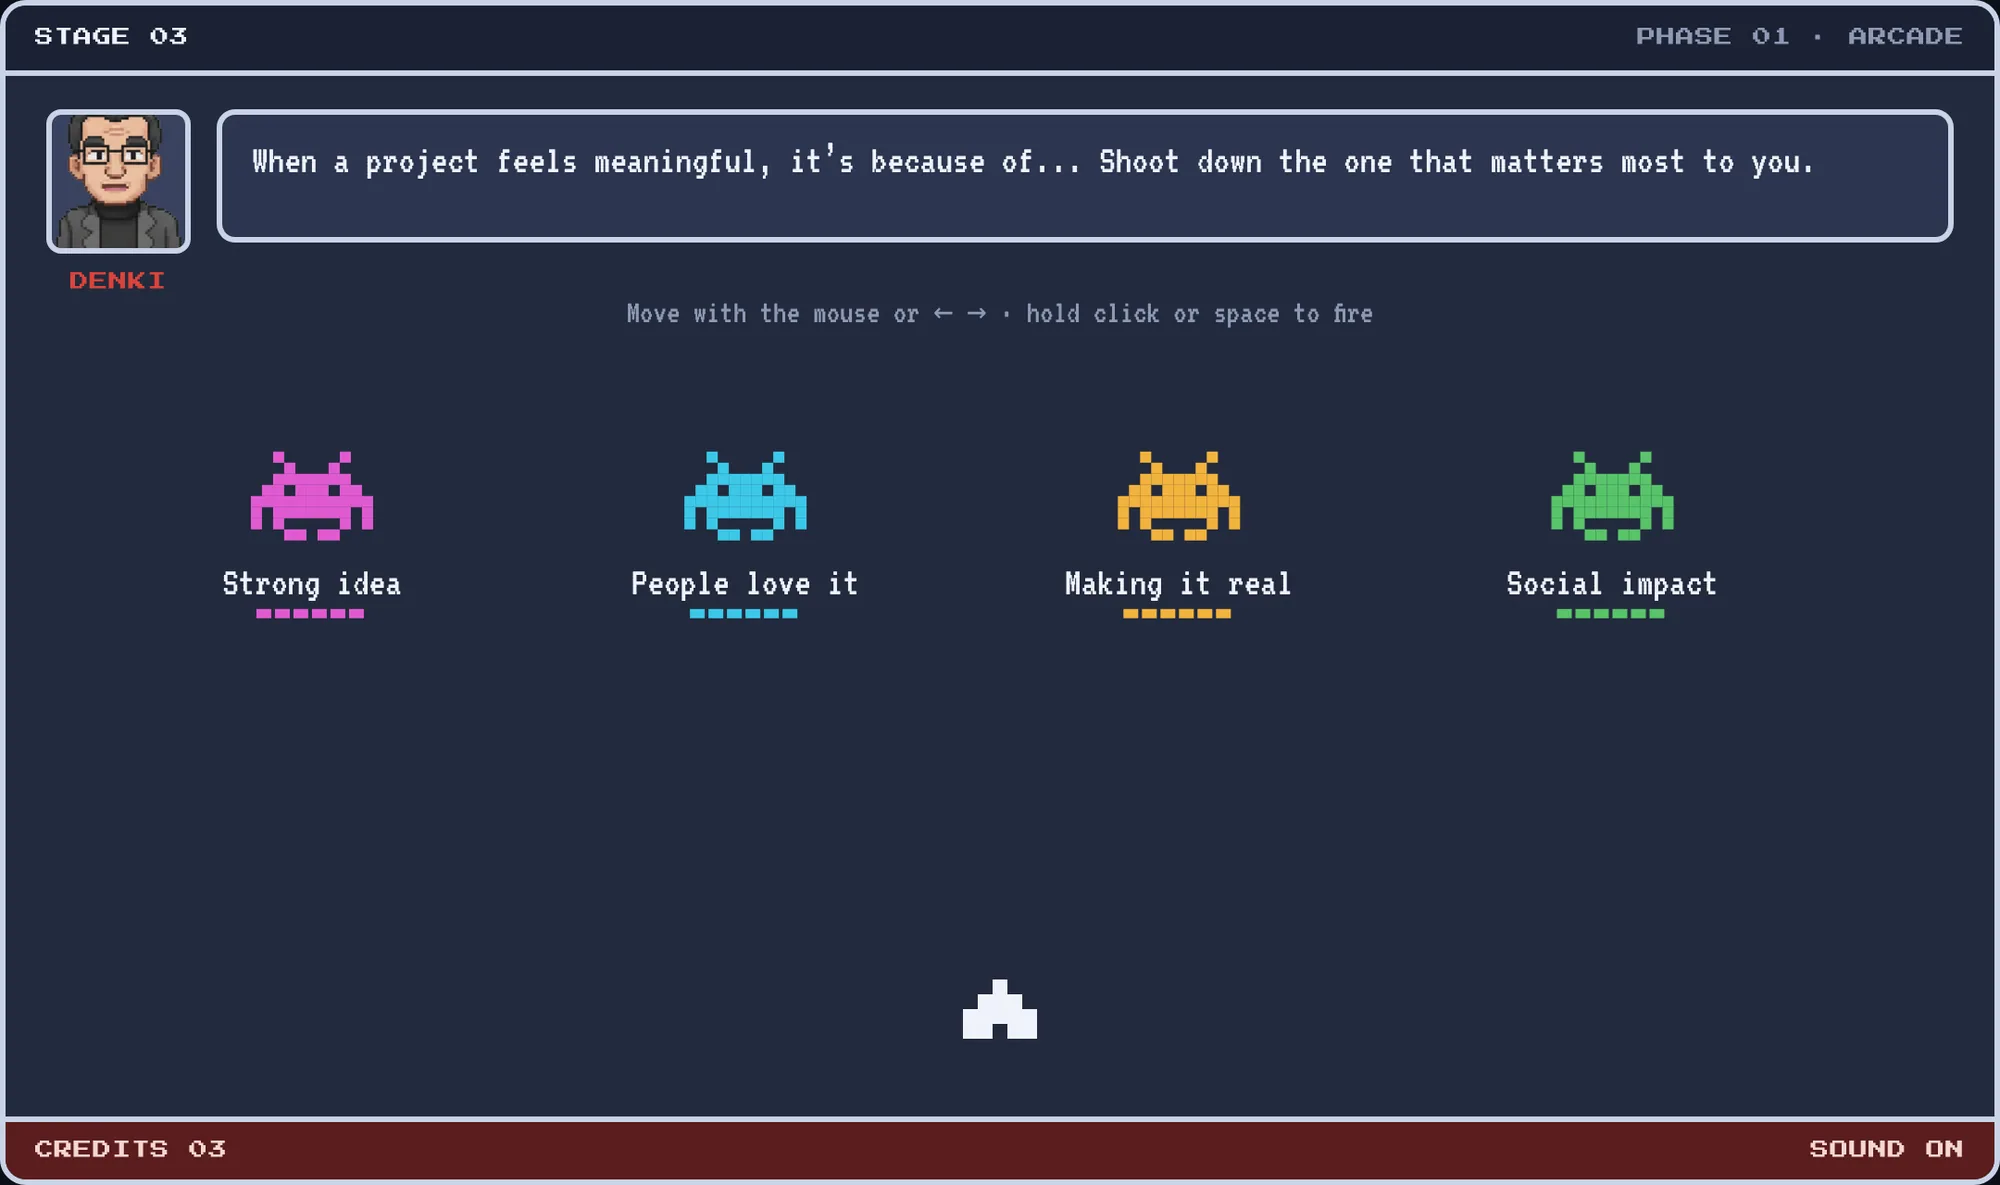 STAGE 03
PHASE 01 · ARCADE
When a project feels meaningful, it's because of... Shoot down the one that matters most to you.
DENKI
Move with the mouse or ← → · hold click or space to fire
Strong idea
People love it
Making it real
Social impact
CREDITS 03
SOUND ON